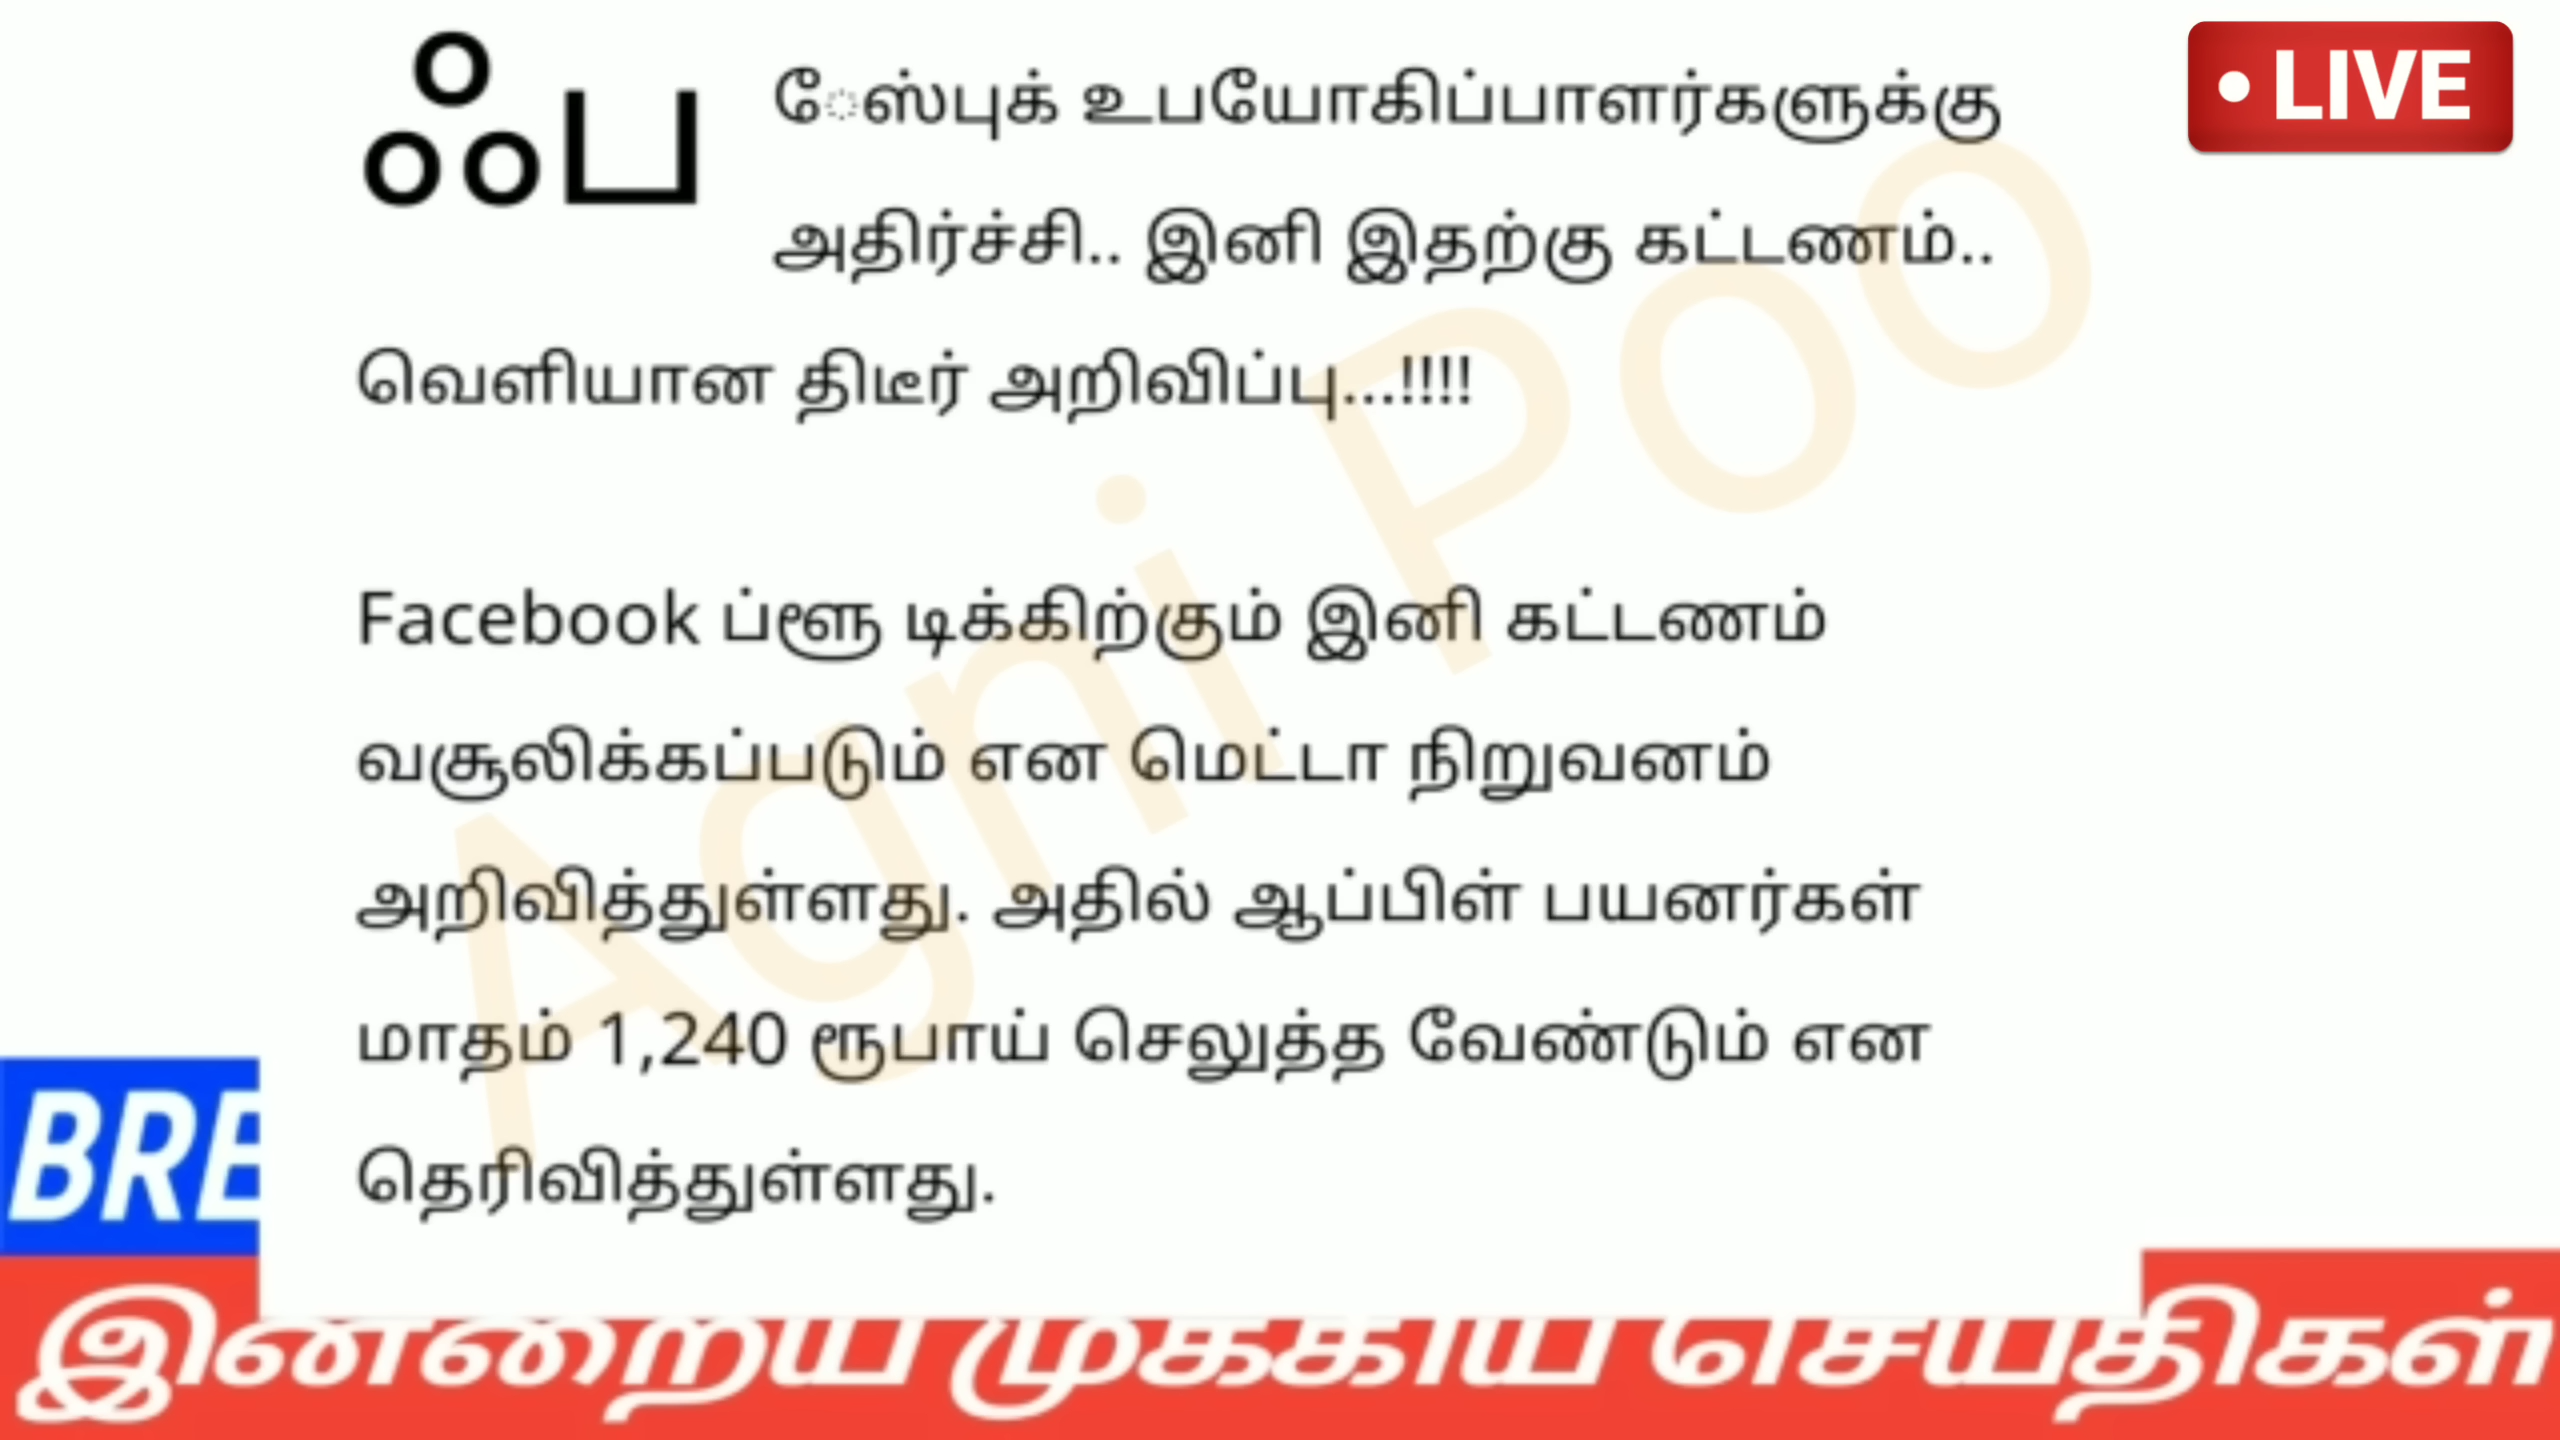 • LIVE
ஃபேஸ்புக் உபயோகிப்பாளர்களுக்கு
அதிர்ச்சி.. இனி இதற்கு கட்டணம்..
வெளியான திடீர் அறிவிப்பு...!!!!
Facebook ப்ளூ டிக்கிற்கும் இனி கட்டணம்
வசூலிக்கப்படும் என மெட்டா நிறுவனம்
அறிவித்துள்ளது. அதில் ஆப்பிள் பயனர்கள்
மாதம் 1,240 ரூபாய் செலுத்த வேண்டும் என
தெரிவித்துள்ளது.
Agni Poo
BRE
இன்றைய முக்கிய செய்திகள்